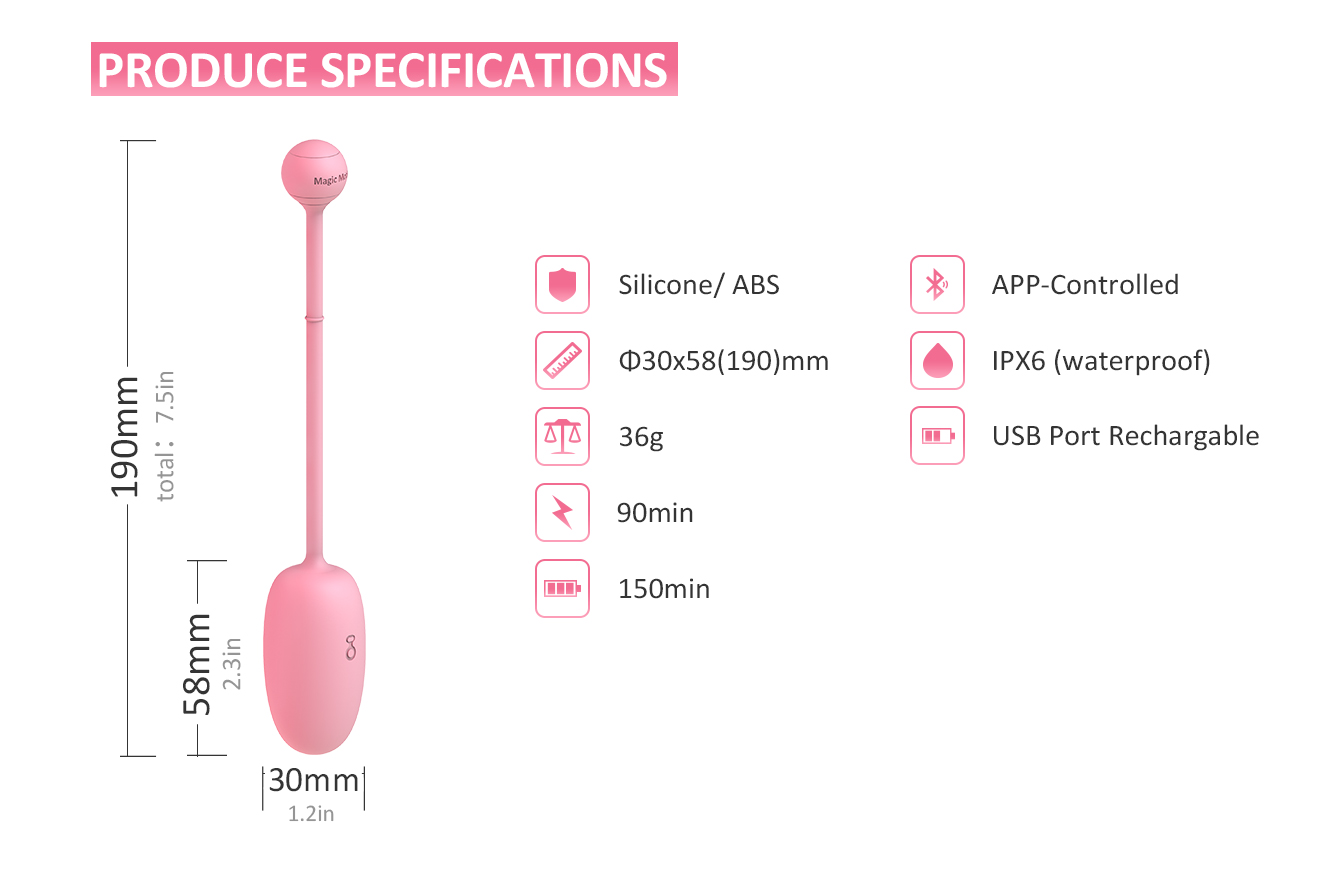 PRODUCE SPECIFICATIONS
Magic
190mm
total: 7.5in
58mm
2.3in
30mm
1.2in
Silicone/ ABS
Φ30x58(190)mm
36g
90min
150min
APP-Controlled
IPX6 (waterproof)
USB Port Rechargable